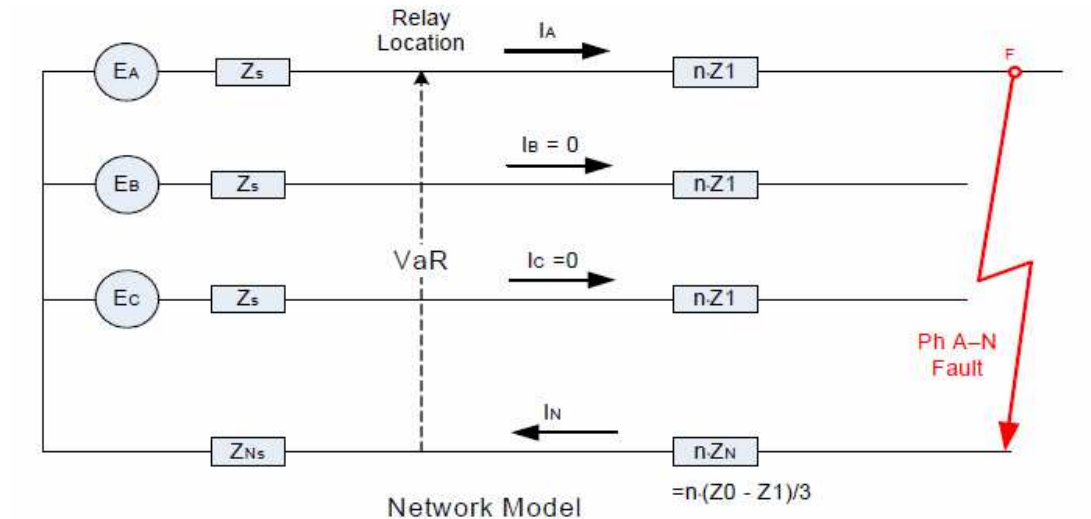 Relay
Location
IA
EA
Zs
n·Z1
F
IB = 0
EB
Zs
n·Z1
VaR
IC =0
EC
Zs
n·Z1
Ph A–N
Fault
IN
ZNs
n·ZN
=n·(Z0 - Z1)/3
Network Model